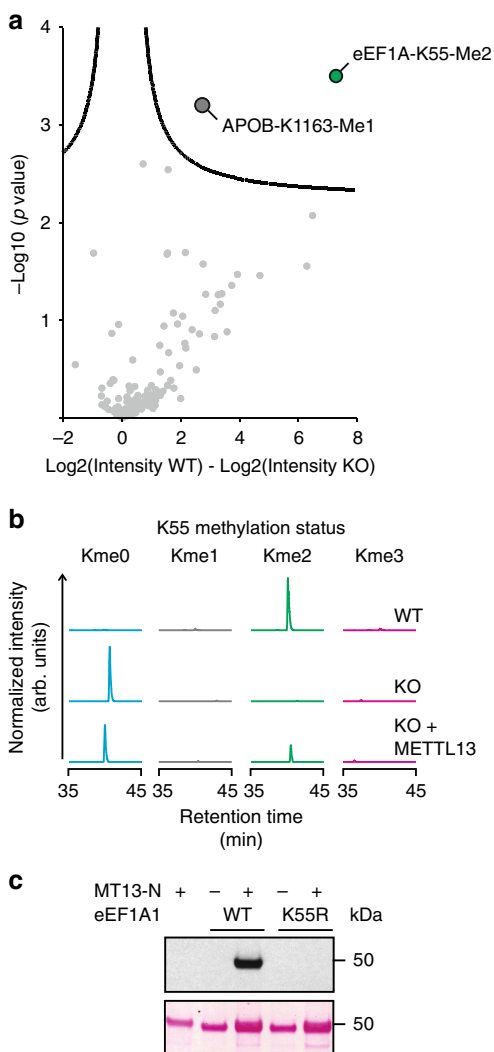 a
4
3
2
1
–Log10 (p value)
eEF1A-K55-Me2
APOB-K1163-Me1
–2 0 2 4 6 8
Log2(Intensity WT) - Log2(Intensity KO)
b
K55 methylation status
Kme0 Kme1 Kme2 Kme3
Normalized intensity
(arb. units)
WT
KO
KO +
METTL13
35 45 35 45 35 45
Retention time
(min)
c
MT13-N + – + – +
eEF1A1 WT K55R kDa
50
50